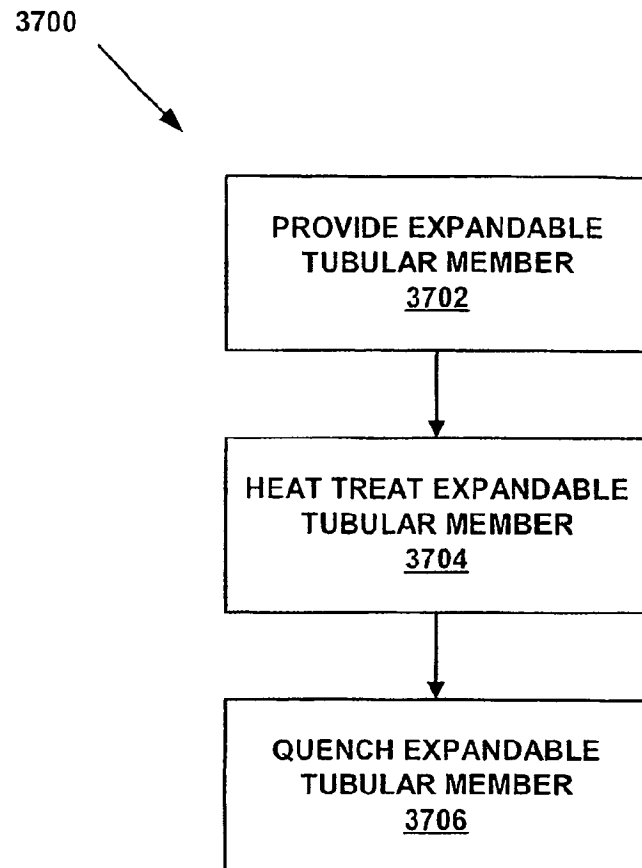 3700
PROVIDE EXPANDABLE
TUBULAR MEMBER
3702
HEAT TREAT EXPANDABLE
TUBULAR MEMBER
3704
QUENCH EXPANDABLE
TUBULAR MEMBER
3706